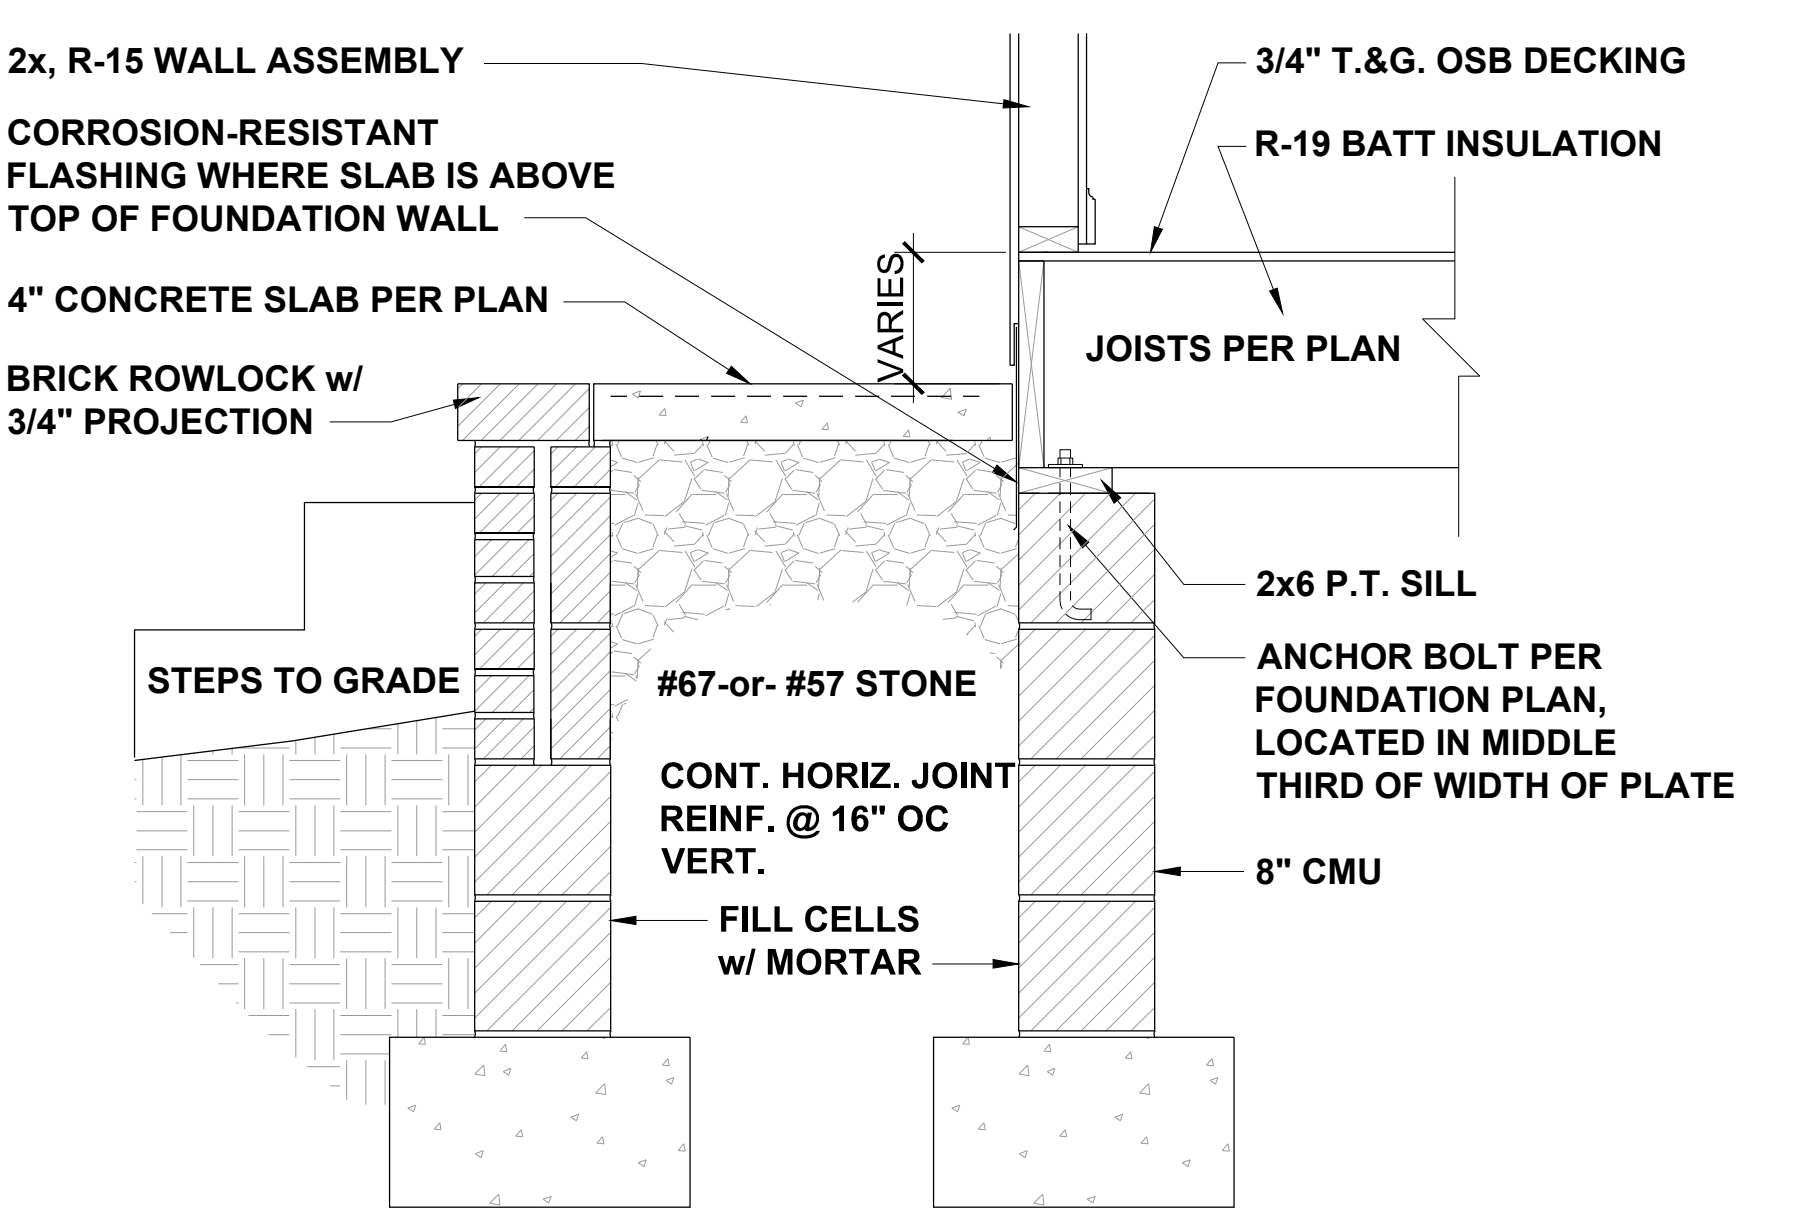 2x, R-15 WALL ASSEMBLY
CORROSION-RESISTANT
FLASHING WHERE SLAB IS ABOVE
TOP OF FOUNDATION WALL
4" CONCRETE SLAB PER PLAN
BRICK ROWLOCK w/
3/4" PROJECTION
VARIES
3/4" T.&G. OSB DECKING
R-19 BATT INSULATION
JOISTS PER PLAN
2x6 P.T. SILL
ANCHOR BOLT PER
FOUNDATION PLAN,
LOCATED IN MIDDLE
THIRD OF WIDTH OF PLATE
8" CMU
STEPS TO GRADE
#67-or- #57 STONE
CONT. HORIZ. JOINT
REINF. @ 16" OC
VERT.
FILL CELLS
w/ MORTAR